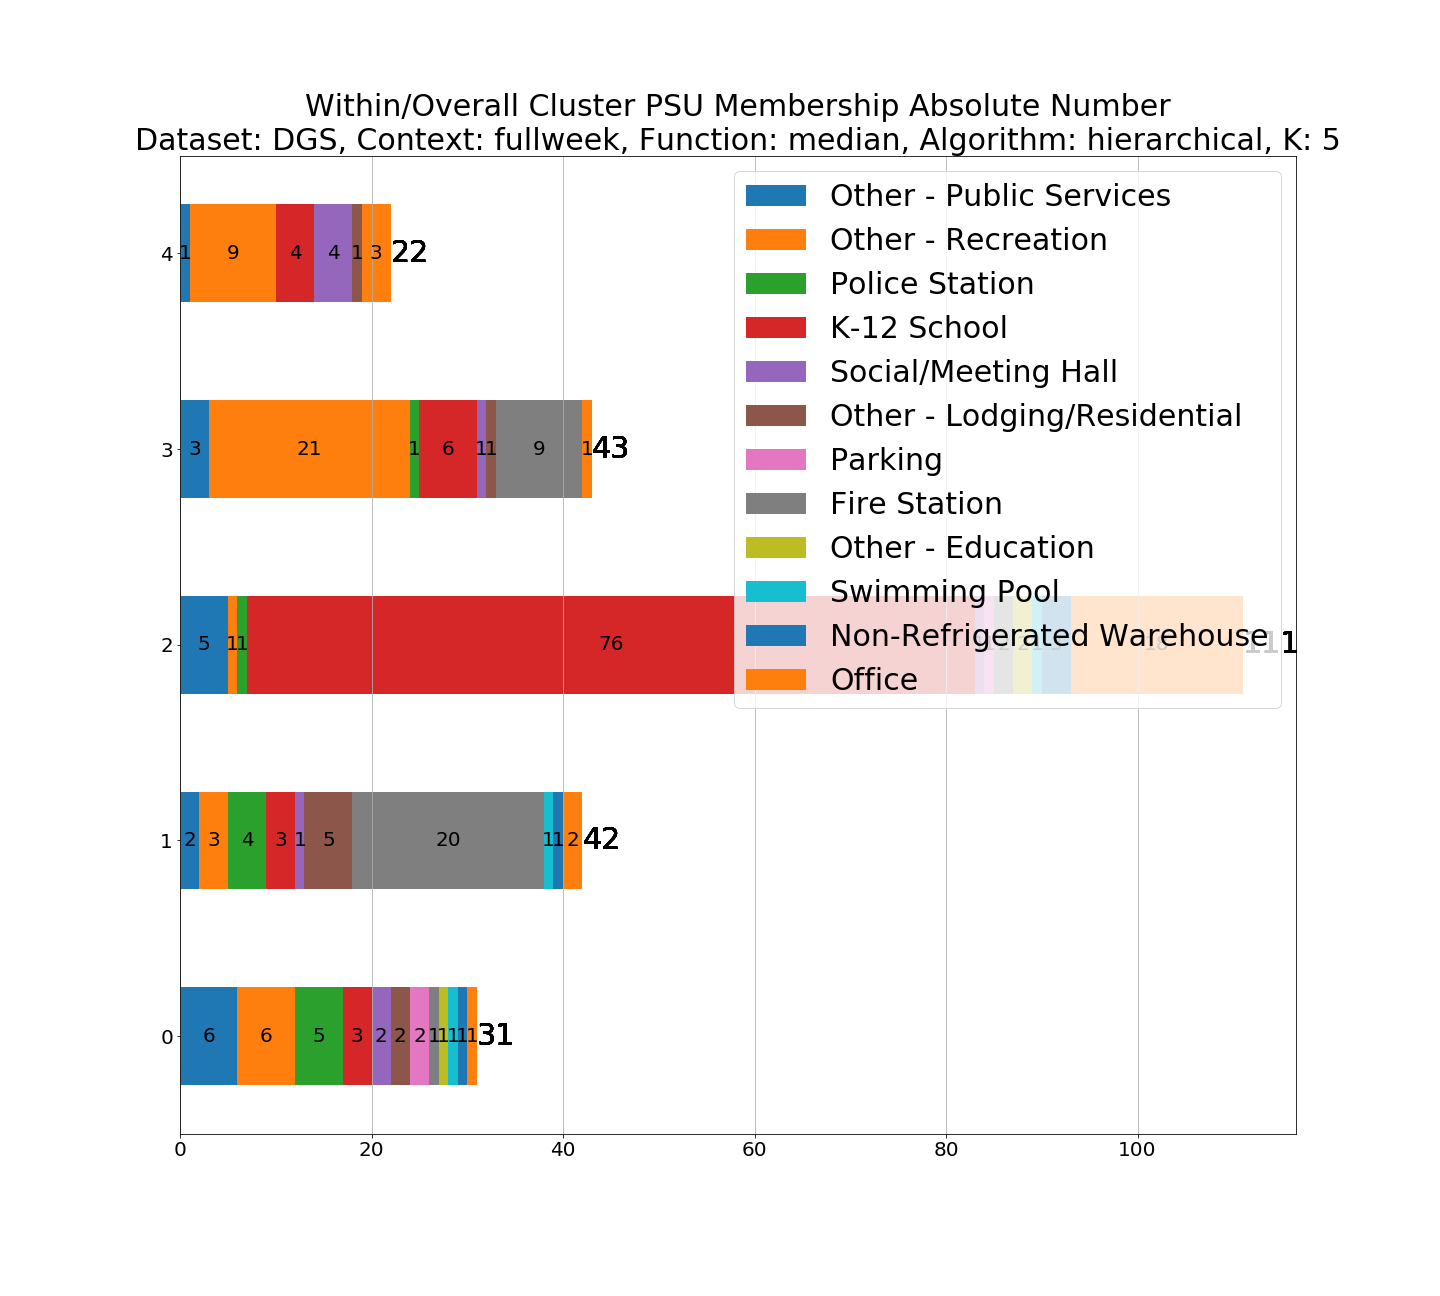 Within/Overall Cluster PSU Membership Absolute Number
Dataset: DGS, Context: fullweek, Function: median, Algorithm: hierarchical, K: 5
Other - Public Services
Other - Recreation
Police Station
K-12 School
Social/Meeting Hall
Other - Lodging/Residential
Parking
Fire Station
Other - Education
Swimming Pool
Non-Refrigerated Warehouse
Office
4 1 9 4 4 1 3 22
3 3 21 1 6 1 1 9 1 43
2 5 1 1 76 18 111
1 2 3 4 3 1 5 20 1 1 2 42
0 6 6 5 3 2 2 2 1 1 1 1 1 31
0 20 40 60 80 100